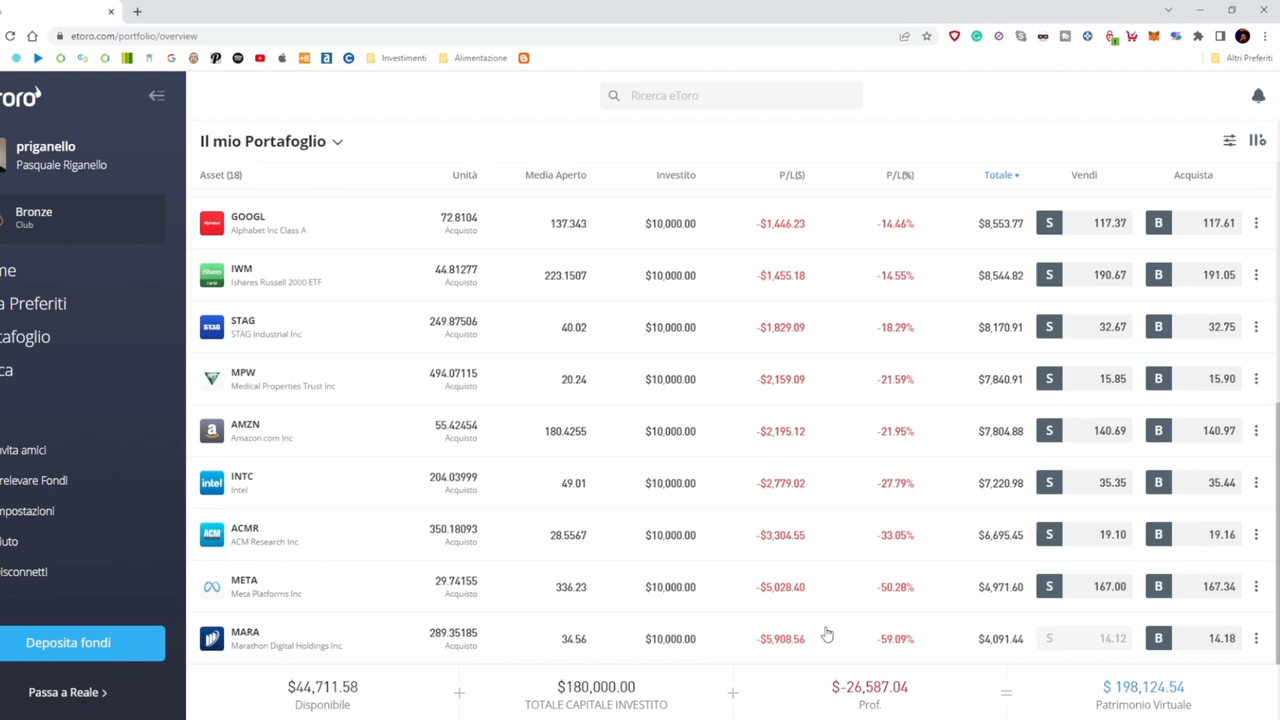 etoro.com/portfolio/overview
Investimenti
Alimentazione
Altri Preferiti
toro
priganello
Pasquale Riganello
Bronze
Club
me
a Preferiti
tafoglio
ca
nvita amici
relevare Fondi
mpostazioni
iuto
isconnetti
Deposita fondi
Passa a Reale >
Ricerca eToro
Il mio Portafoglio
Asset (18) Unità Media Aperto Investito P/L($) P/L(%) Totale Vendi Acquista
GOOGL 72.8104 137.343 $10,000.00 -$1,446.23 -14.46% $8,553.77 S 117.37 B 117.61
Alphabet Inc Class A Acquisto
IWM 44.81277 223.1507 $10,000.00 -$1,455.18 -14.55% $8,544.82 S 190.67 B 191.05
Ishares Russell 2000 ETF Acquisto
STAG 249.87506 40.02 $10,000.00 -$1,829.09 -18.29% $8,170.91 S 32.67 B 32.75
STAG Industrial Inc Acquisto
MPW 494.07115 20.24 $10,000.00 -$2,159.09 -21.59% $7,840.91 S 15.85 B 15.90
Medical Properties Trust Inc Acquisto
AMZN 55.42454 180.4255 $10,000.00 -$2,195.12 -21.95% $7,804.88 S 140.69 B 140.97
Amazon.com Inc Acquisto
intel INTC 204.03999 49.01 $10,000.00 -$2,779.02 -27.79% $7,220.98 S 35.35 B 35.44
Intel Acquisto
ACM ACMR 350.18093 28.5567 $10,000.00 -$3,304.55 -33.05% $6,695.45 S 19.10 B 19.16
ACM Research Inc Acquisto
META 29.74155 336.23 $10,000.00 -$5,028.40 -50.28% $4,971.60 S 167.00 B 167.34
Meta Platforms Inc Acquisto
MARA 289.35185 34.56 $10,000.00 -$5,908.56 -59.09% $4,091.44 S 14.12 B 14.18
Marathon Digital Holdings Inc. Acquisto
$44,711.58 + $180,000.00 + $-26,587.04 = $ 198,124.54
Disponibile TOTALE CAPITALE INVESTITO Prof. Patrimonio Virtuale